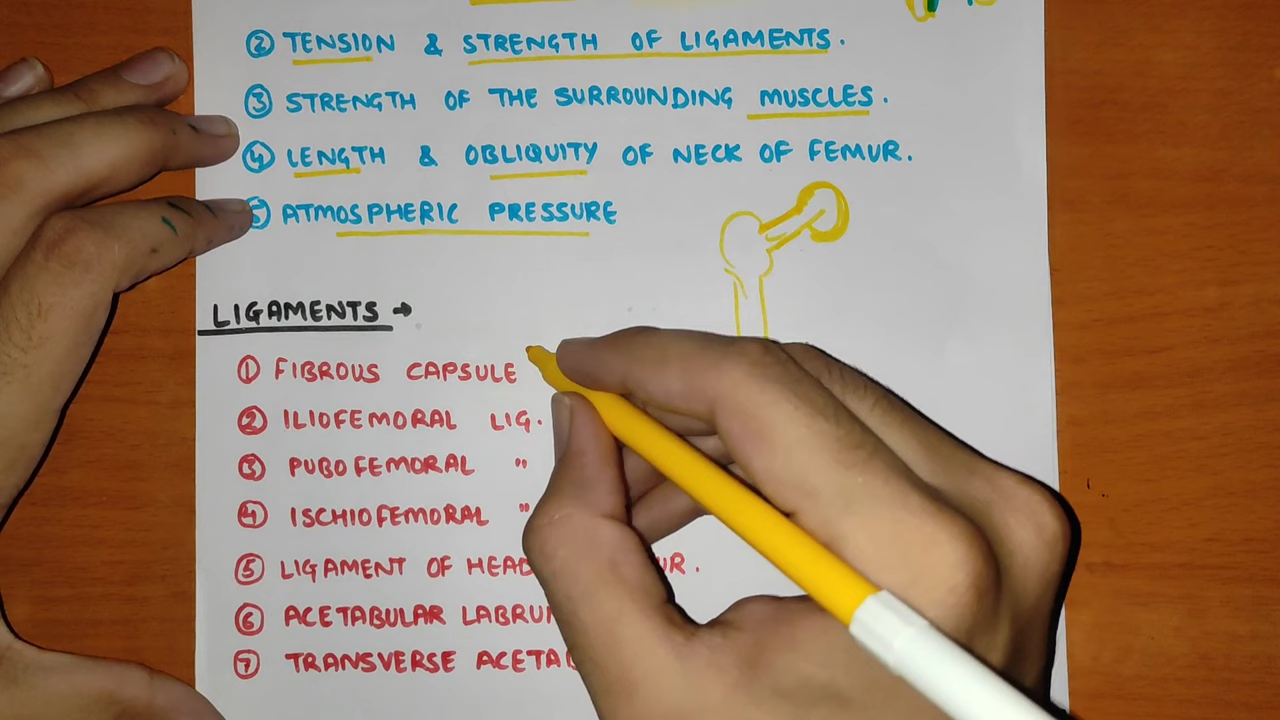 ② TENSION & STRENGTH OF LIGAMENTS.
③ STRENGTH OF THE SURROUNDING MUSCLES.
④ LENGTH & OBLIQUITY OF NECK OF FEMUR.
⑤ ATMOSPHERIC PRESSURE
LIGAMENTS →
① FIBROUS CAPSULE
② ILIOFEMORAL LIG.
③ PUBOFEMORAL "
④ ISCHIOFEMORAL "
⑤ LIGAMENT OF HEAD
⑥ ACETABULAR LABRUM
⑦ TRANSVERSE